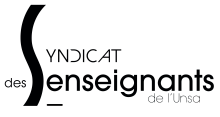 SYNDICAT
des Enseignants
de l'Unsa